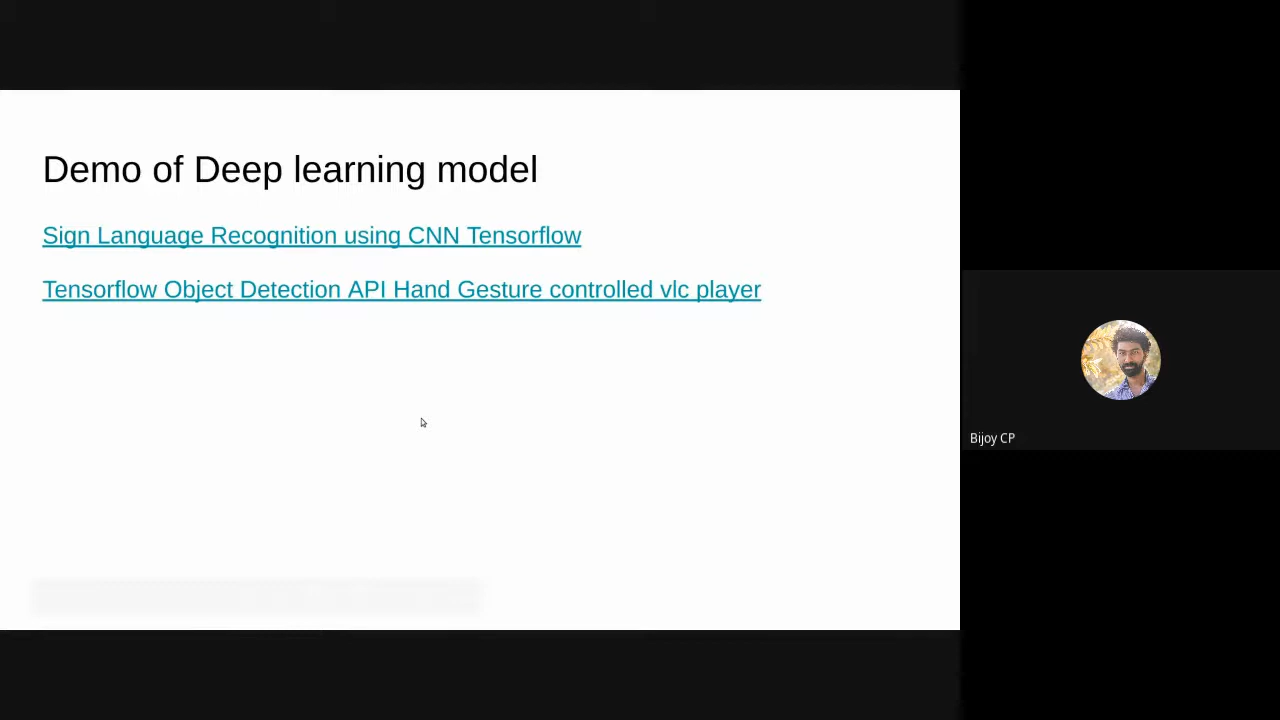 Demo of Deep learning model
Sign Language Recognition using CNN Tensorflow
Tensorflow Object Detection API Hand Gesture controlled vlc player
Bijoy CP